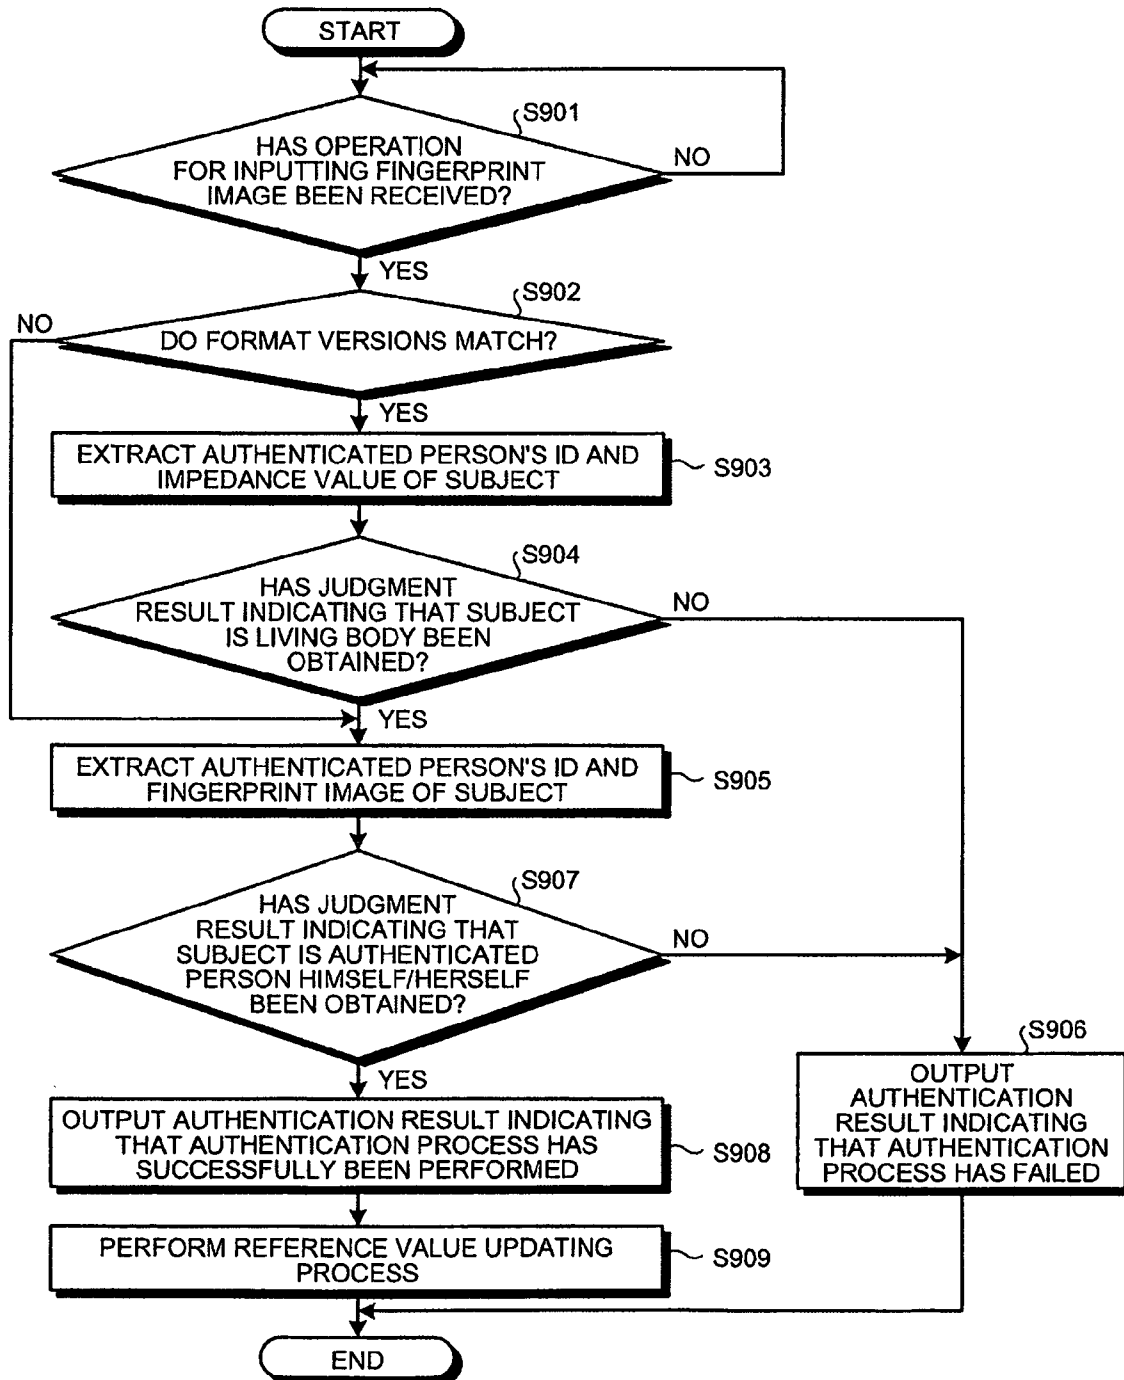 START
S901
HAS OPERATION
FOR INPUTTING FINGERPRINT
IMAGE BEEN RECEIVED?
NO
YES
S902
NO
DO FORMAT VERSIONS MATCH?
YES
EXTRACT AUTHENTICATED PERSON'S ID AND
IMPEDANCE VALUE OF SUBJECT
S903
S904
HAS JUDGMENT
RESULT INDICATING THAT SUBJECT
IS LIVING BODY BEEN
OBTAINED?
NO
YES
EXTRACT AUTHENTICATED PERSON'S ID AND
FINGERPRINT IMAGE OF SUBJECT
S905
S907
HAS JUDGMENT
RESULT INDICATING THAT
SUBJECT IS AUTHENTICATED
PERSON HIMSELF/HERSELF
BEEN OBTAINED?
NO
YES
S906
OUTPUT
AUTHENTICATION
RESULT INDICATING
THAT AUTHENTICATION
PROCESS HAS FAILED
OUTPUT AUTHENTICATION RESULT INDICATING
THAT AUTHENTICATION PROCESS HAS
SUCCESSFULLY BEEN PERFORMED
S908
PERFORM REFERENCE VALUE UPDATING
PROCESS
S909
END